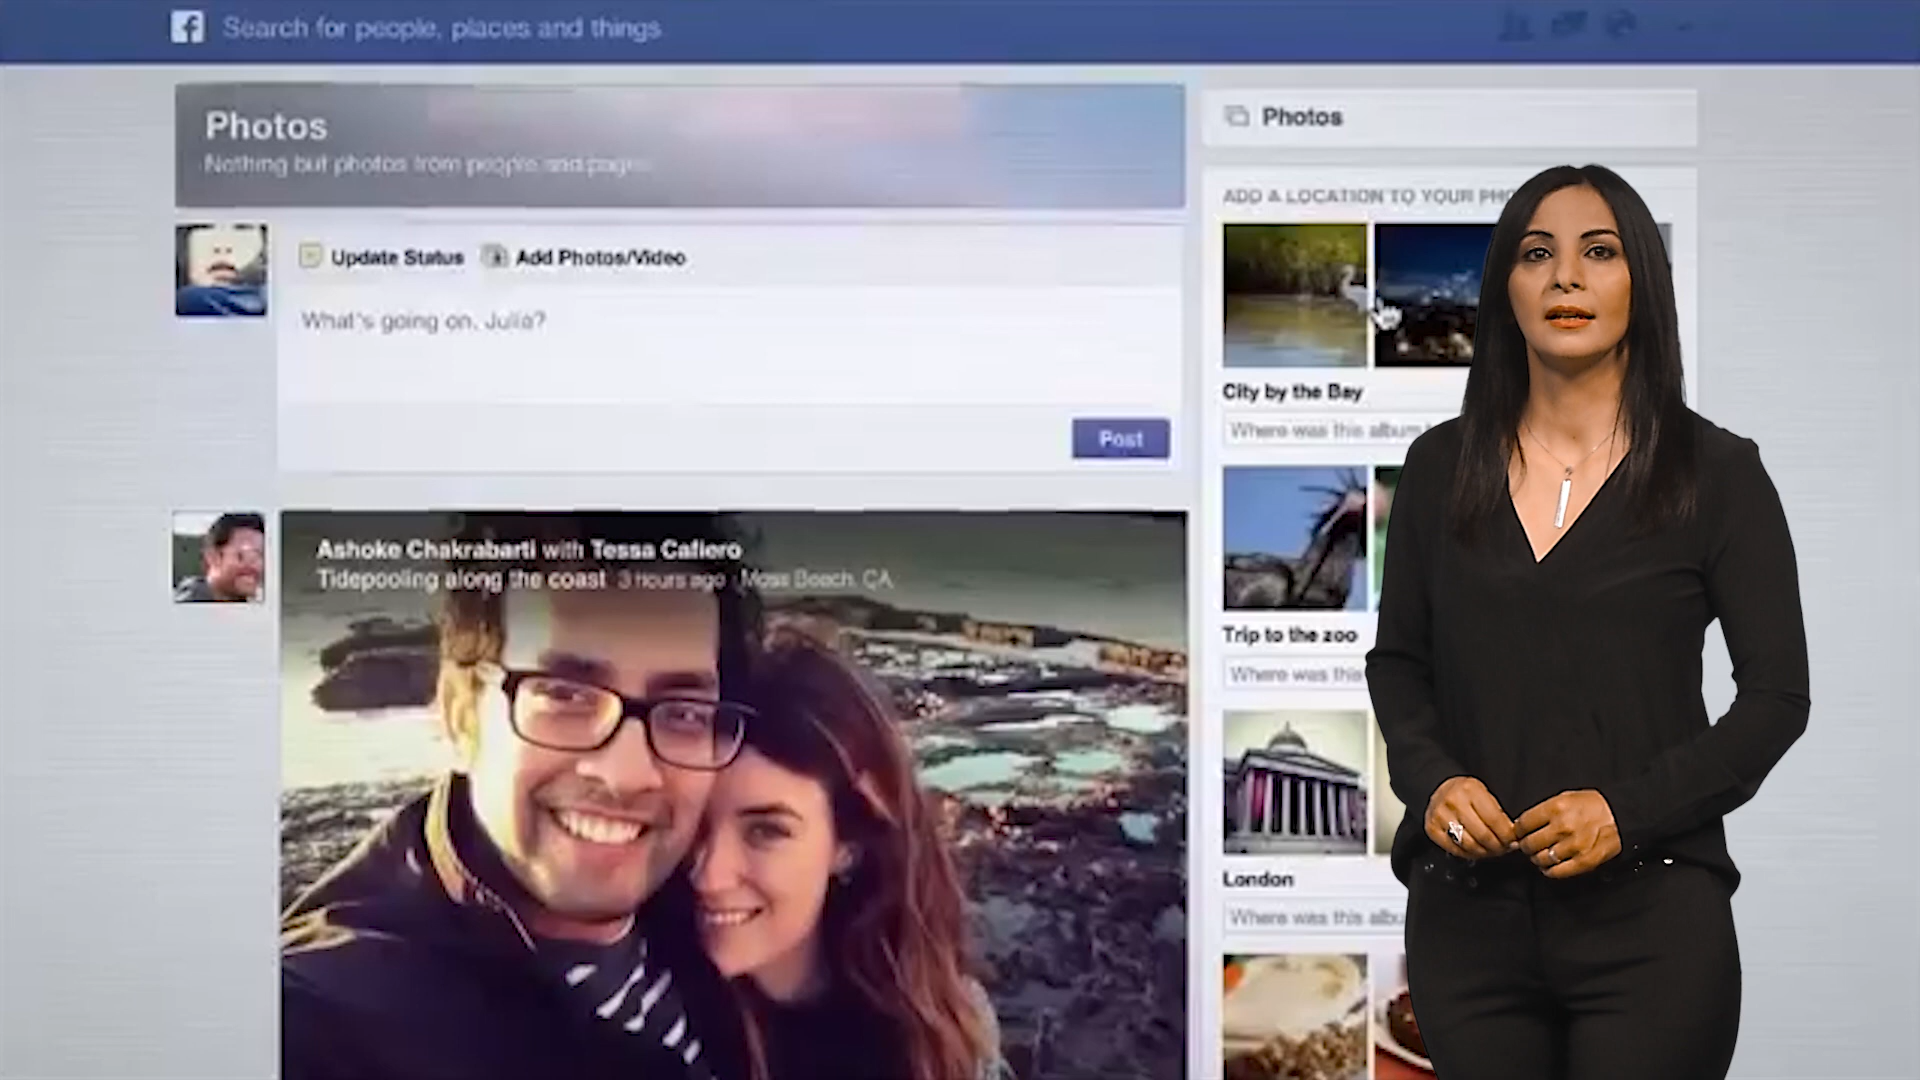 f Search for people, places and things
Photos
Nothing but photos from people and pages
Update Status Add Photos/Video
What's going on, Julia?
Post
Ashoke Chakrabarti with Tessa Cafiero
Tidepooling along the coast 3 hours ago Moss Beach, CA
Photos
ADD A LOCATION TO YOUR
City by the Bay
Where was this album
Trip to the zoo
Where was this
London
Where was this